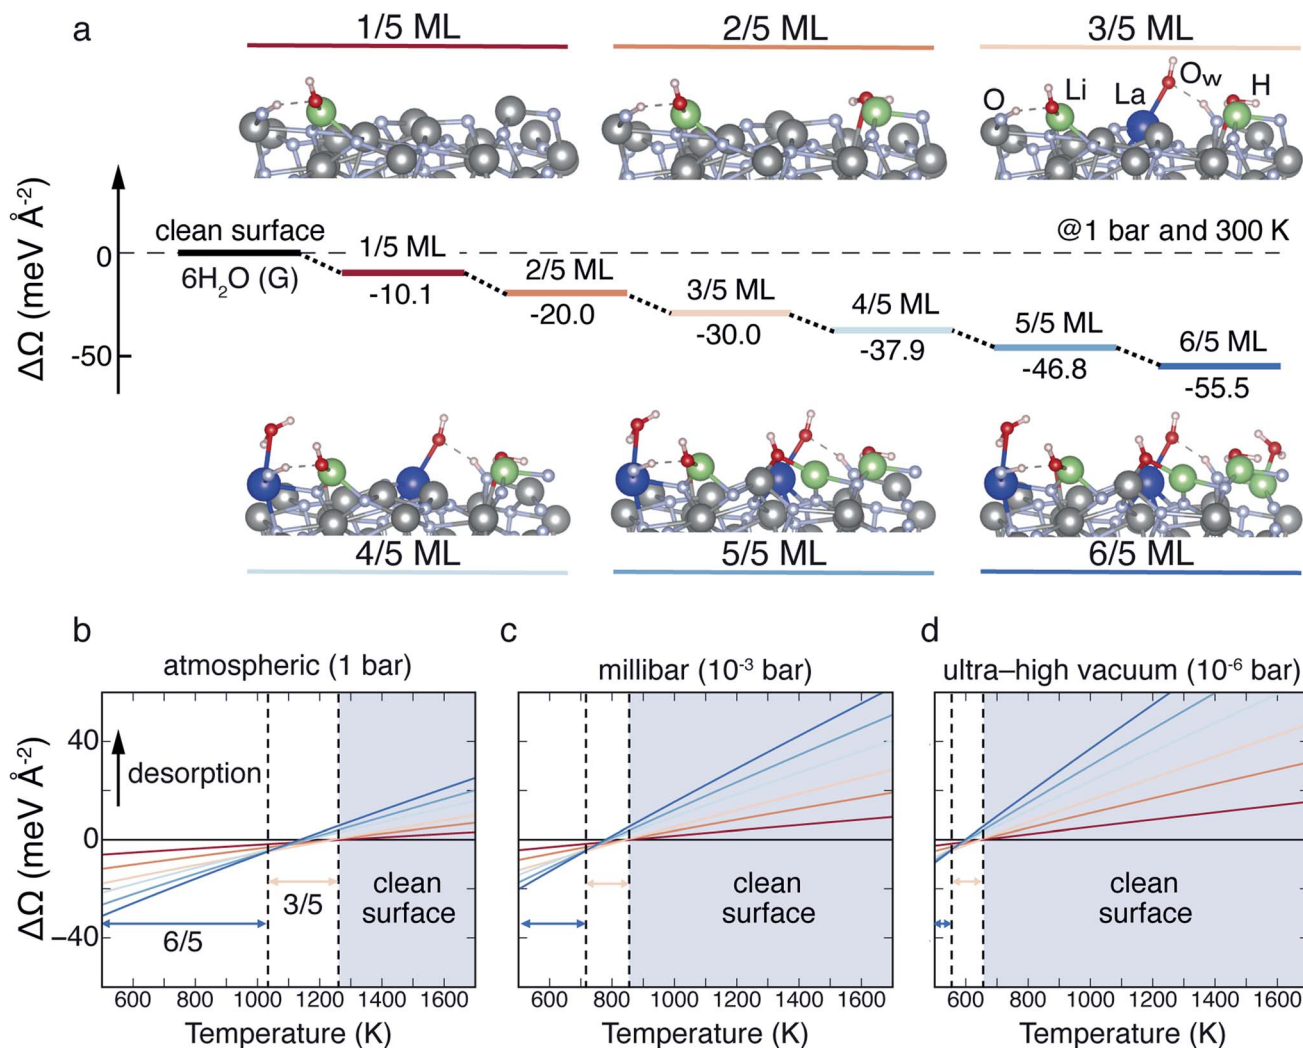 a
1/5 ML
2/5 ML
3/5 ML
O
Li
La
Ow
H
ΔΩ (meV Å-2)
0
-50
clean surface
6H2O (G)
@1 bar and 300 K
1/5 ML
-10.1
2/5 ML
-20.0
3/5 ML
-30.0
4/5 ML
-37.9
5/5 ML
-46.8
6/5 ML
-55.5
4/5 ML
5/5 ML
6/5 ML
b
atmospheric (1 bar)
ΔΩ (meV Å-2)
40
0
−40
desorption
6/5
3/5
clean
surface
600 800 1000 1200 1400 1600
Temperature (K)
c
millibar (10-3 bar)
clean
surface
600 800 1000 1200 1400 1600
Temperature (K)
d
ultra–high vacuum (10-6 bar)
clean
surface
600 800 1000 1200 1400 1600
Temperature (K)